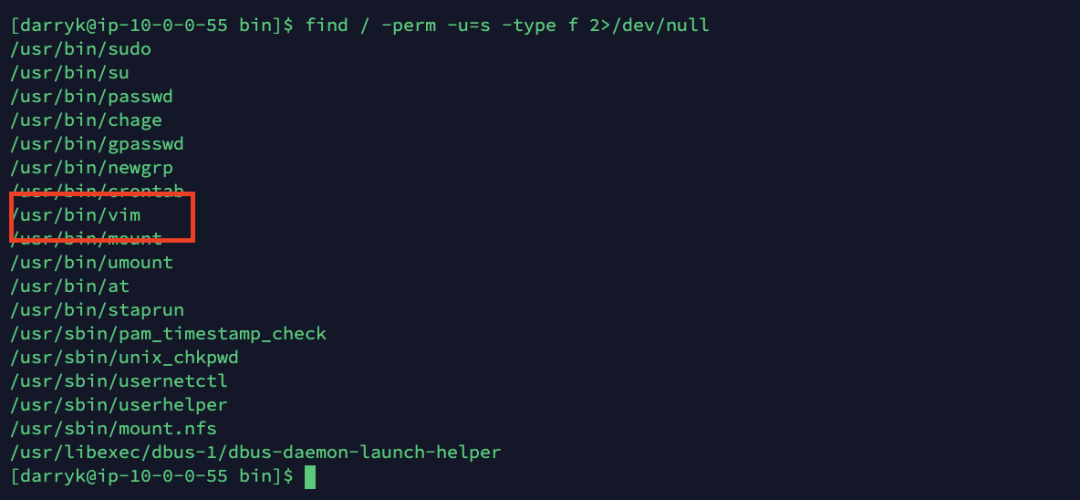 [darryk@ip-10-0-0-55 bin]$ find / -perm -u=s -type f 2>/dev/null
/usr/bin/sudo
/usr/bin/su
/usr/bin/passwd
/usr/bin/chage
/usr/bin/gpasswd
/usr/bin/newgrp
/usr/bin/crontab
/usr/bin/vim
/usr/bin/mount
/usr/bin/umount
/usr/bin/at
/usr/bin/staprun
/usr/sbin/pam_timestamp_check
/usr/sbin/unix_chkpwd
/usr/sbin/usernetctl
/usr/sbin/userhelper
/usr/sbin/mount.nfs
/usr/libexec/dbus-1/dbus-daemon-launch-helper
[darryk@ip-10-0-0-55 bin]$